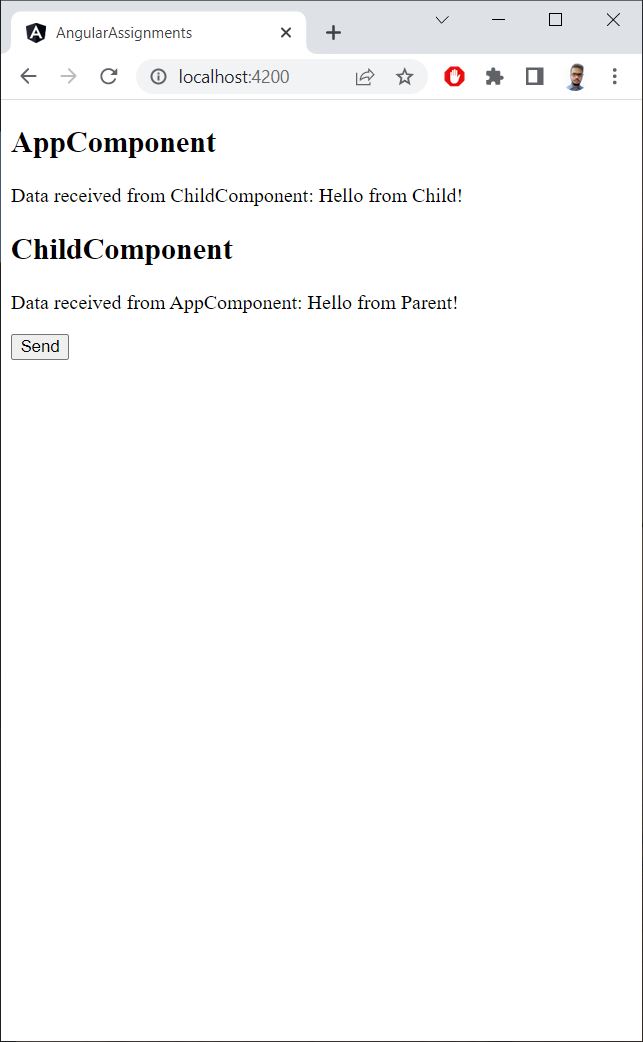 AngularAssignments
localhost:4200
AppComponent
Data received from ChildComponent: Hello from Child!
ChildComponent
Data received from AppComponent: Hello from Parent!
Send